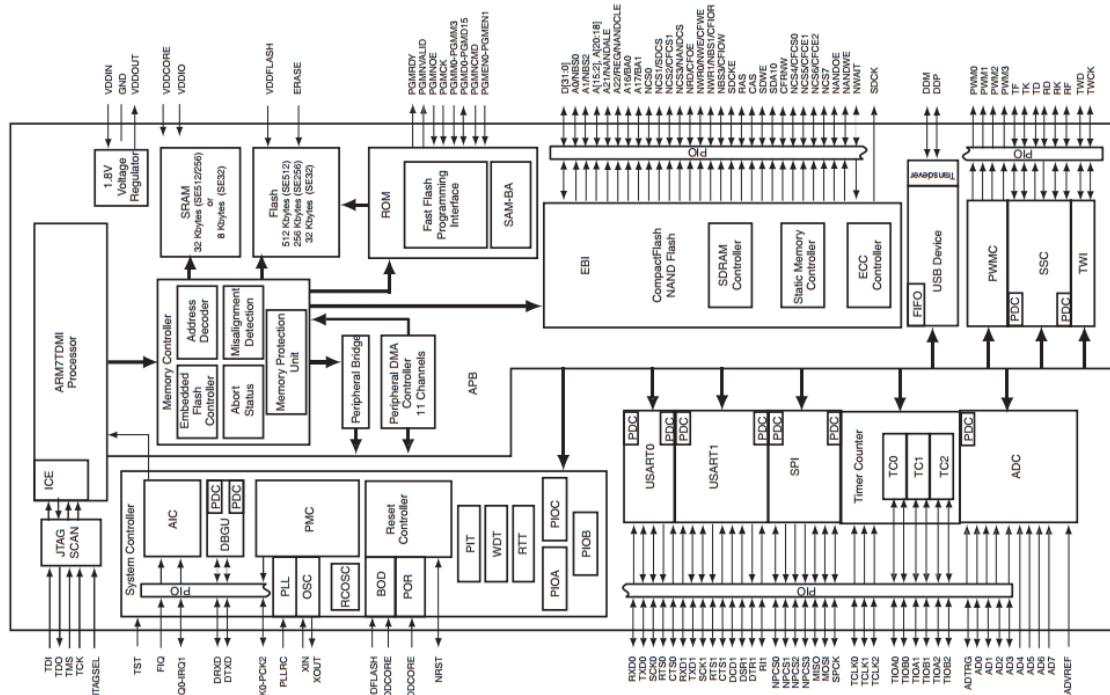 TDI
TDO
TMS
TCK
JTAGSEL
JTAG
SCAN
ICE
ARM7TDMI
Processor
VDDIN
GND
VDDOUT
1.8V
Voltage
Regulator
VDDCORE
VDDIO
SRAM
32 Kbytes (SE512/256)
or
8 Kbytes (SE32)
VDDFLASH
ERASE
Flash
512 Kbytes (SE512)
256 Kbytes (SE256)
32 Kbytes (SE32)
PGMRDY
PGMNVALID
PGMNOE
PGMCK
PGMM0-PGMM3
PGMD0-PGMD15
PGMNCMD
PGMEN0-PGMEN1
ROM
Fast Flash
Programming
Interface
SAM-BA
Memory Controller
Embedded
Flash
Controller
Address
Decoder
Abort
Status
Misalignment
Detection
Memory Protection
Unit
Peripheral Bridge
Peripheral DMA
Controller
11 Channels
APB
D[31:0]
A0/NBS0
A1/NBS2
A[15:2], A[20:18]
A21/NANDALE
A22/REG/NANDCLE
A16/BA0
A17/BA1
NCS0
NCS1/SDCS
NCS2/CFCS1
NCS3/NANDCS
NRD/CFOE
NWR0/NWE/CFWE
NWR1/NBS1/CFIOR
NBS3/CFIOW
SDCKE
RAS
CAS
SDWE
SDA10
CFRNW
NCS4/CFCS0
NCS5/CFCE1
NCS6/CFCE2
NCS7
NANDOE
NANDWE
NWAIT
SDCK
PIO
EBI
CompactFlash
NAND Flash
SDRAM
Controller
Static Memory
Controller
ECC
Controller
DDM
DDP
Transciever
FIFO
USB Device
PWM0
PWM1
PWM2
PWM3
TF
TK
TD
RD
RK
RF
TWD
TWCK
PIO
PWMC
PDC
SSC
PDC
TWI
System Controller
TST
FIQ
Q0-IRQ1
PIO
AIC
DRXD
DTXD
DBGU
PDC
PDC
K0-PCK2
PLLRC
XIN
XOUT
PMC
PLL
OSC
RCOSC
DFLASH
DDCORE
DDCORE
NRST
Reset
Controller
BOD
POR
PIT
WDT
RTT
PIOA
PIOC
PIOB
RXD0
TXD0
SCK0
RTS0
CTS0
RXD1
TXD1
SCK1
RTS1
CTS1
DCD1
DSR1
DTR1
RI1
NPCS0
NPCS1
NPCS2
NPCS3
MISO
MOSI
SPCK
TCLK0
TCLK1
TCLK2
TIOA0
TIOB0
TIOA1
TIOB1
TIOA2
TIOB2
ADTRG
AD0
AD1
AD2
AD3
AD4
AD5
AD6
AD7
ADVREF
PIO
PDC
USART0
PDC
PDC
USART1
PDC
PDC
SPI
PDC
Timer Counter
TC0
TC1
TC2
PDC
ADC